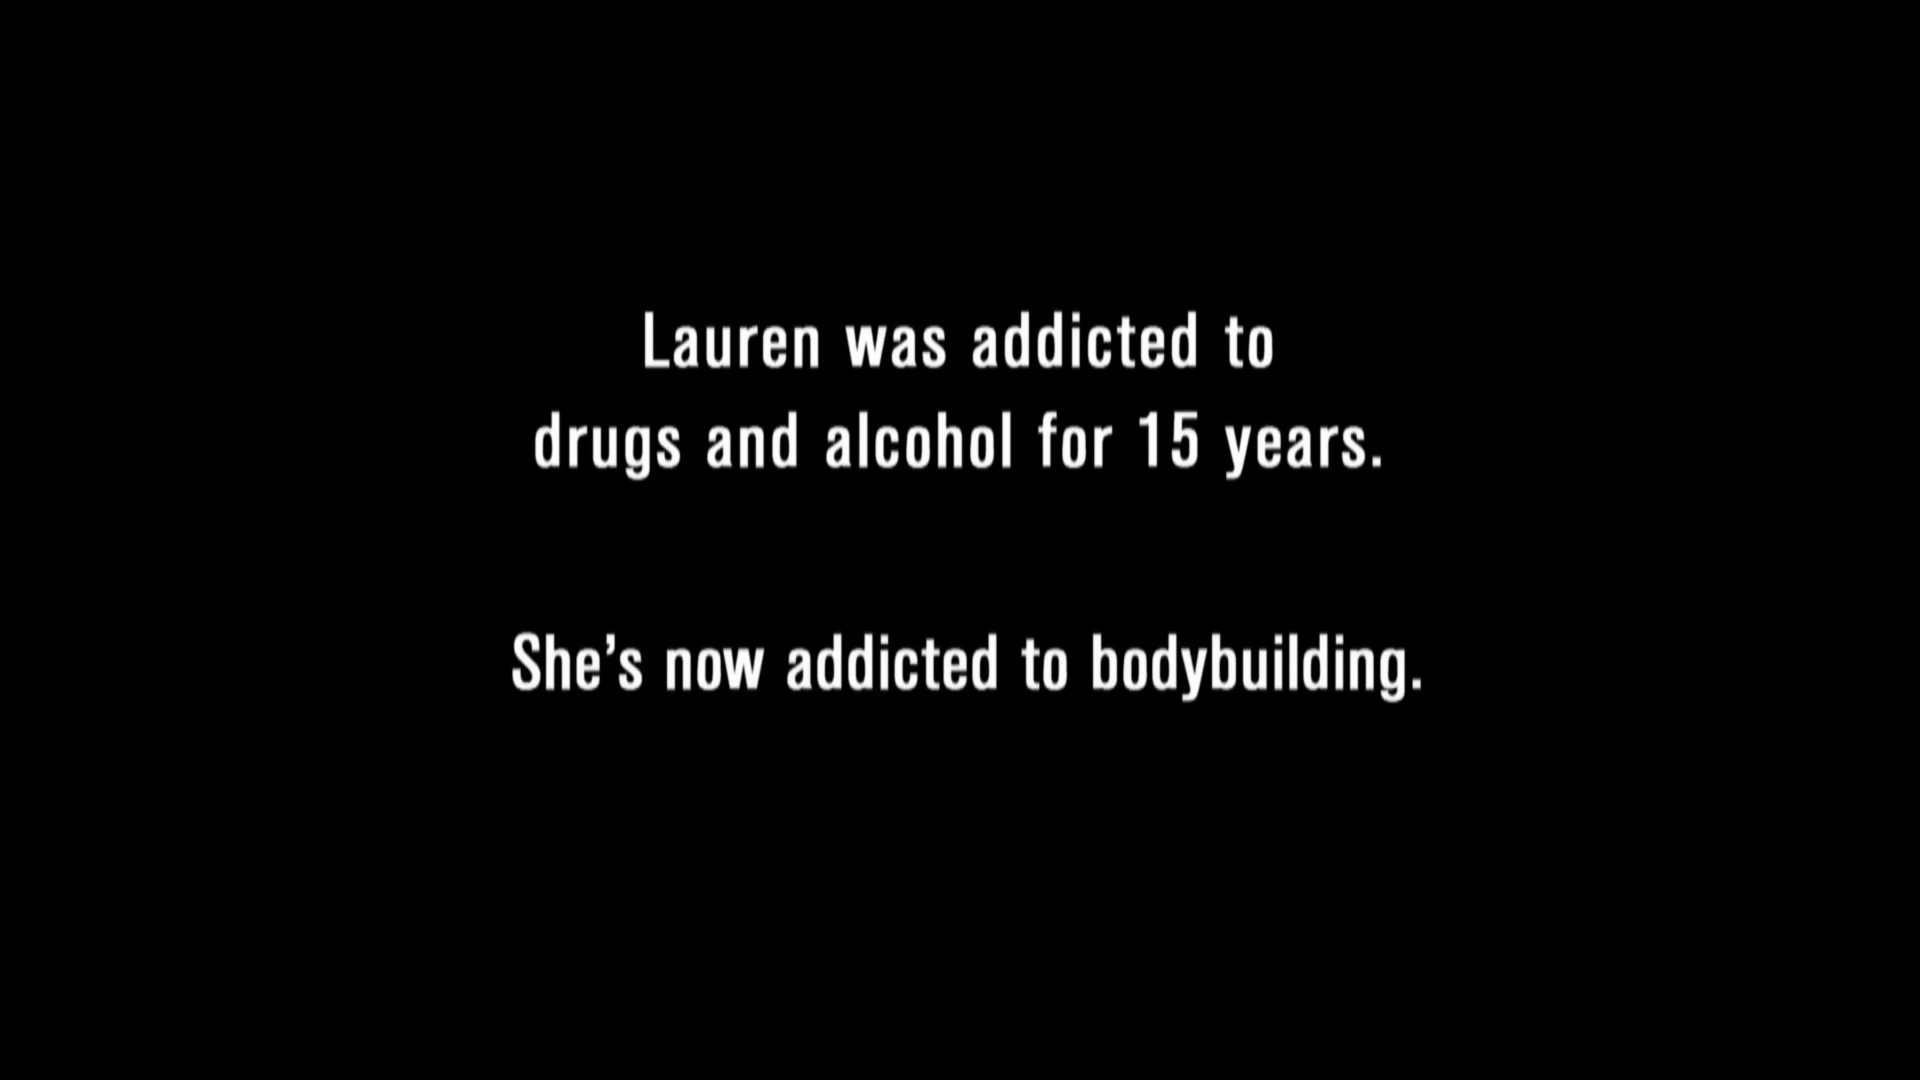 Lauren was addicted to
drugs and alcohol for 15 years.
She’s now addicted to bodybuilding.